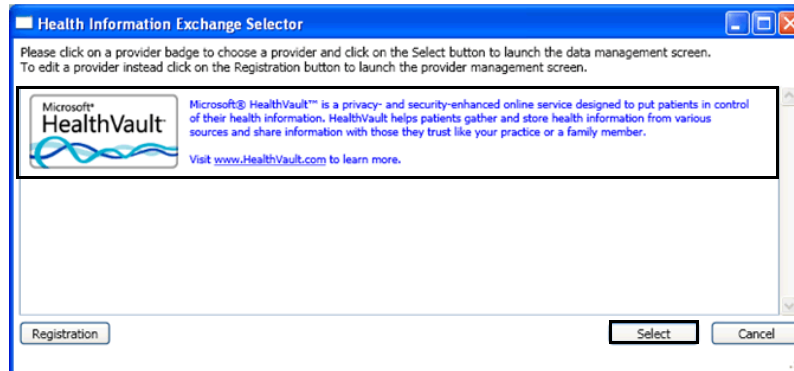 Health Information Exchange Selector
Please click on a provider badge to choose a provider and click on the Select button to launch the data management screen.
To edit a provider instead click on the Registration button to launch the provider management screen.
Microsoft®
HealthVault™
Microsoft® HealthVault™ is a privacy- and security-enhanced online service designed to put patients in control
of their health information. HealthVault helps patients gather and store health information from various
sources and share information with those they trust like your practice or a family member.
Visit www.HealthVault.com to learn more.
Registration
Select
Cancel